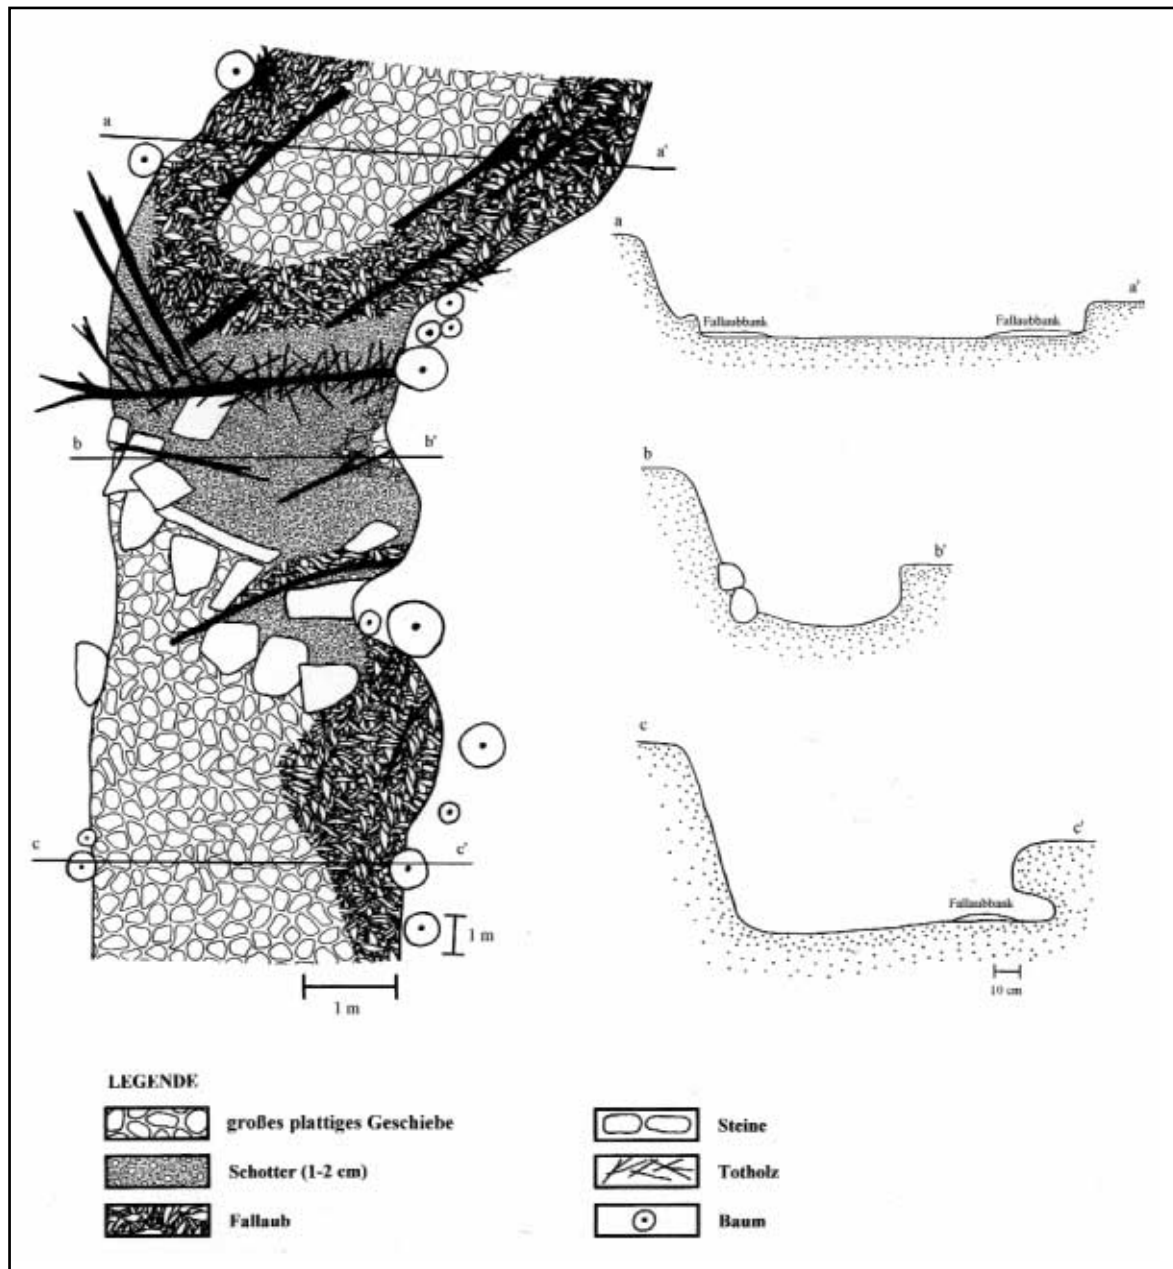 a
a'
a
a'
Fallaubbank
Fallaubbank
b
b'
b
b'
c
c'
c
c'
Fallaubbank
1 m
1 m
10 cm
LEGENDE
großes plattiges Geschiebe
Steine
Schotter (1-2 cm)
Totholz
Fallaub
Baum